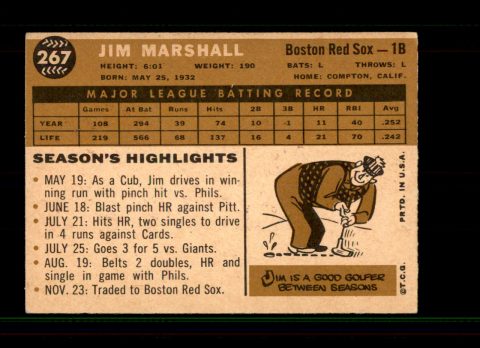 267
JIM MARSHALL
Boston Red Sox — 1B
HEIGHT: 6:01 WEIGHT: 190 BATS: L THROWS: L
BORN: MAY 25, 1932 HOME: COMPTON, CALIF.
MAJOR LEAGUE BATTING RECORD
Games At Bat Runs Hits 2B 3B HR RBI Avg
YEAR 108 294 39 74 10 1 11 40 .252
LIFE 219 566 68 137 16 4 21 70 .242
SEASON'S HIGHLIGHTS
• MAY 19: As a Cub, Jim drives in win-
ning run with pinch hit vs. Phils.
• JUNE 18: Blast pinch HR against Pitt.
• JULY 21: Hits HR, two singles to drive
in 4 runs against Cards.
• JULY 25: Goes 3 for 5 vs. Giants.
• AUG. 19: Belts 2 doubles, HR and
single in game with Phils.
• NOV. 23: Traded to Boston Red Sox.
JIM IS A GOOD GOLFER
BETWEEN SEASONS
©T.C.G. PRTD. IN U.S.A.